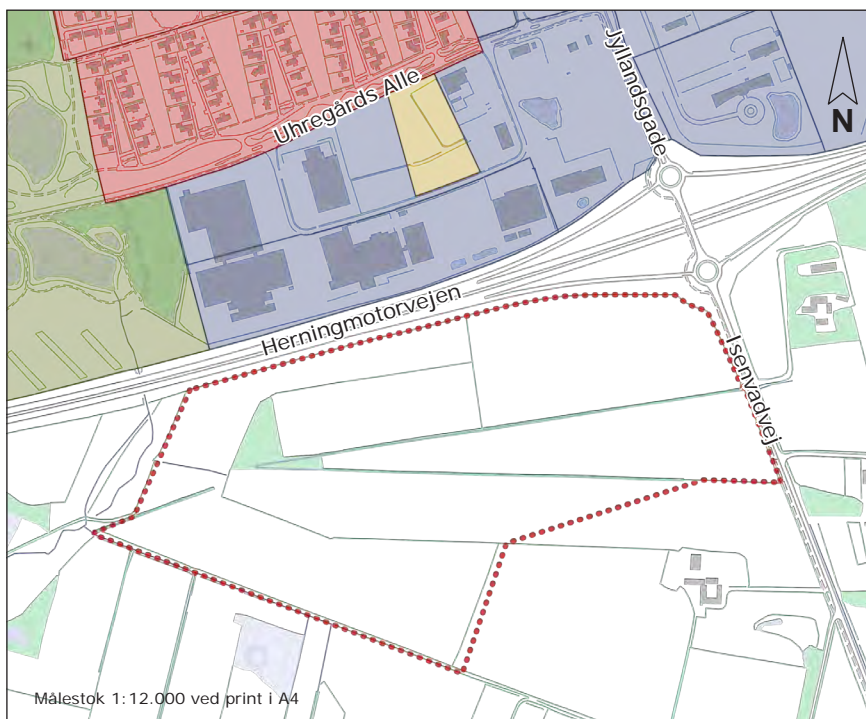 Uhregårds Alle
Jyllandsgade
N
Herningmotorvejen
Isenvadvej
Målestok 1:12.000 ved print i A4